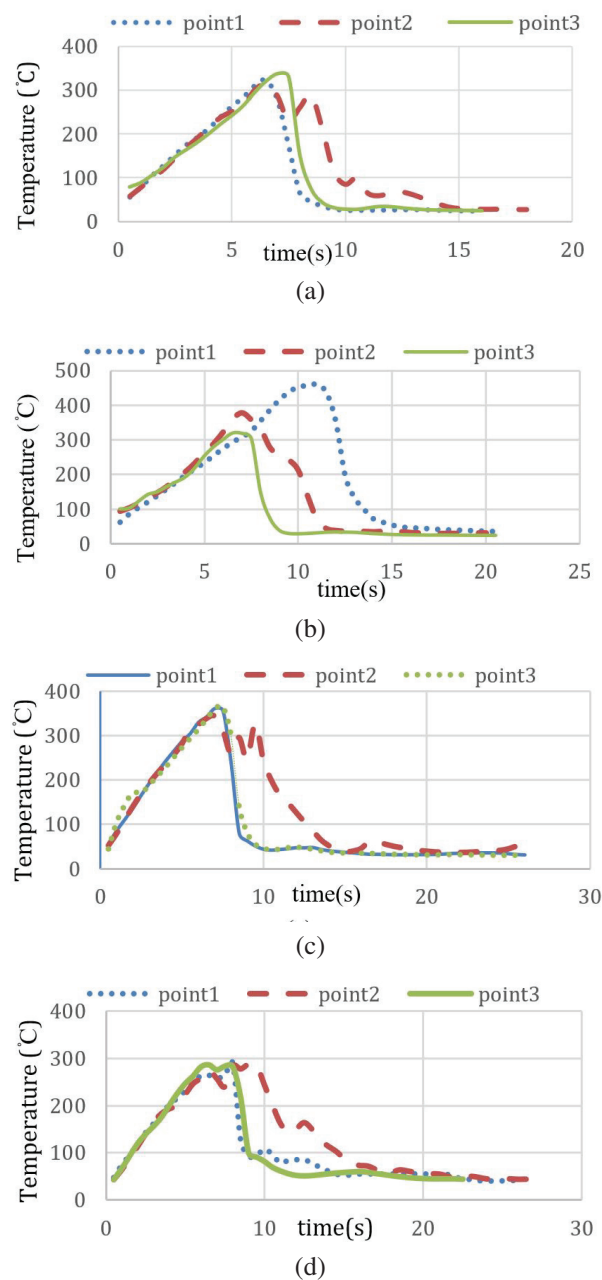 point1 point2 point3
400
300
200
100
0
0 5 10 15 20
Temperature (°C)
time(s)
(a)
point1 point2 point3
500
400
300
200
100
0
0 5 10 15 20 25
Temperature (°C)
time(s)
(b)
point1 point2 point3
400
300
200
100
0
0 10 20 30
Temperature (°C)
time(s)
(c)
point1 point2 point3
400
300
200
100
0
0 10 20 30
Temperature (°C)
time(s)
(d)